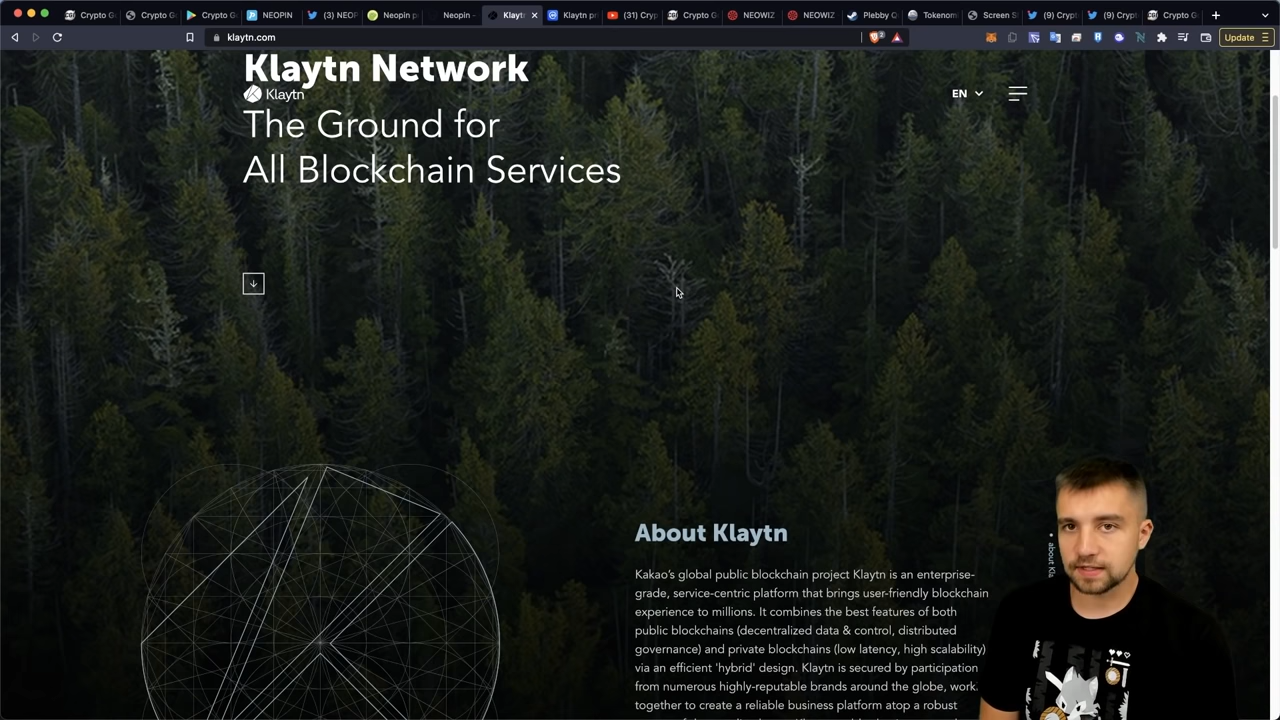 Crypto G
Crypto G
Crypto G
NEOPIN
(3) NEOP
Neopin p
Neopin -
Klayt
Klaytn pr
(31) Cryp
Crypto G
NEOWIZ
NEOWIZ
Plebby Q
Tokenom
Screen S
(9) Crypt
(9) Crypt
Crypto G
klaytn.com
2
Update
Klaytn Network
Klaytn
EN
The Ground for
All Blockchain Services
About Klaytn
about Kla
Kakao's global public blockchain project Klaytn is an enterprise-
grade, service-centric platform that brings user-friendly blockchain
experience to millions. It combines the best features of both
public blockchains (decentralized data & control, distributed
governance) and private blockchains (low latency, high scalability)
via an efficient 'hybrid' design. Klaytn is secured by participation
from numerous highly-reputable brands around the globe, work
together to create a reliable business platform atop a robust